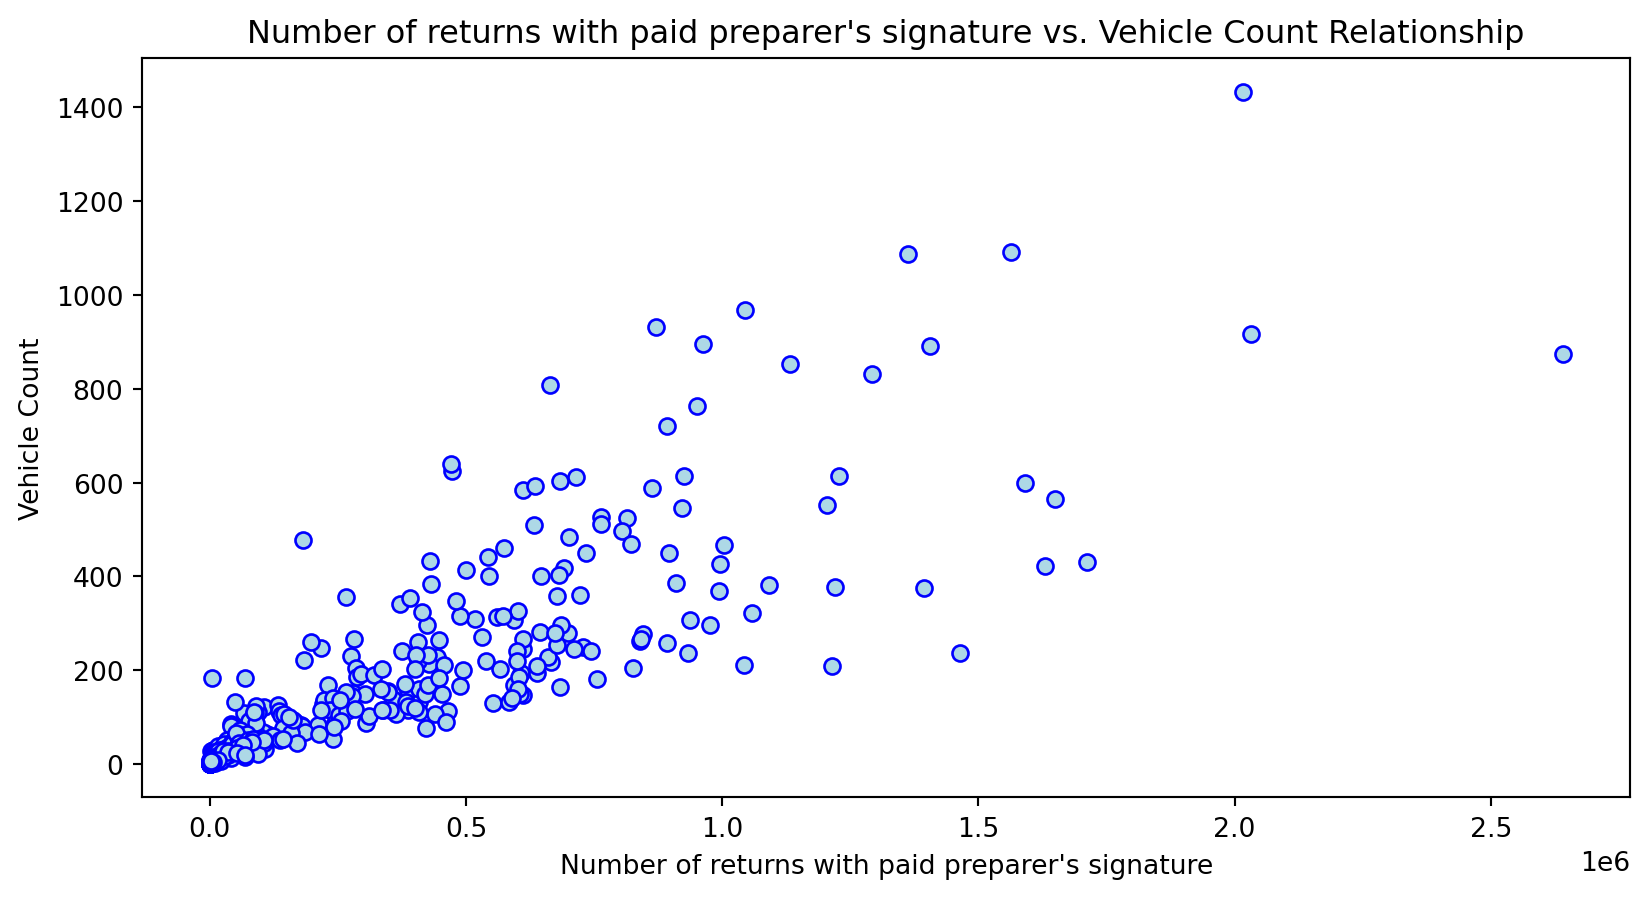 Number of returns with paid preparer's signature vs. Vehicle Count Relationship
1400
1200
1000
800
600
400
200
0
Vehicle Count
0.0 0.5 1.0 1.5 2.0 2.5
1e6
Number of returns with paid preparer's signature